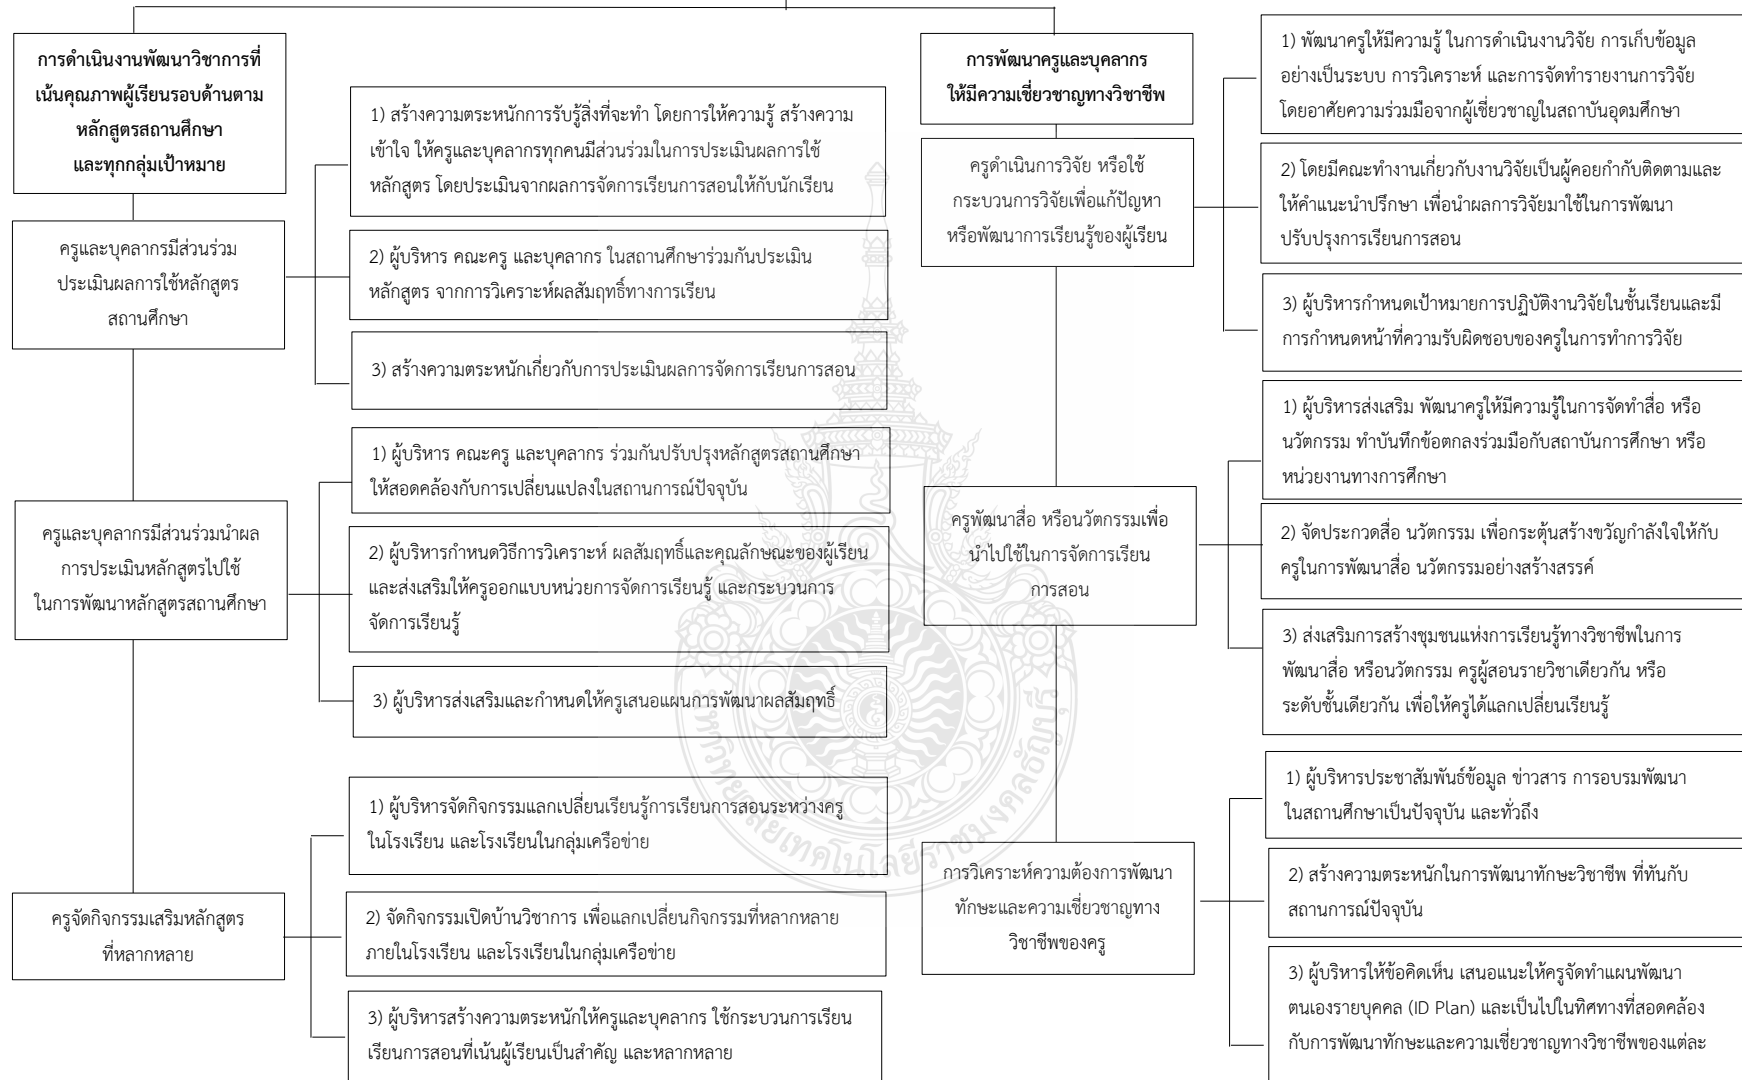 การดำเนินงานพัฒนาวิชาการที่
เน้นคุณภาพผู้เรียนรอบด้านตาม
หลักสูตรสถานศึกษา
และทุกกลุ่มเป้าหมาย
ครูและบุคลากรมีส่วนร่วม
ประเมินผลการใช้หลักสูตร
สถานศึกษา
1) สร้างความตระหนักการรับรู้สิ่งที่จะทำ โดยการให้ความรู้ สร้างความ
เข้าใจ ให้ครูและบุคลากรทุกคนมีส่วนร่วมในการประเมินผลการใช้
หลักสูตร โดยประเมินจากผลการจัดการเรียนการสอนให้กับนักเรียน
2) ผู้บริหาร คณะครู และบุคลากร ในสถานศึกษาร่วมกันประเมิน
หลักสูตร จากการวิเคราะห์ผลสัมฤทธิ์ทางการเรียน
3) สร้างความตระหนักเกี่ยวกับการประเมินผลการจัดการเรียนการสอน
ครูและบุคลากรมีส่วนร่วมนำผล
การประเมินหลักสูตรไปใช้
ในการพัฒนาหลักสูตรสถานศึกษา
1) ผู้บริหาร คณะครู และบุคลากร ร่วมกันปรับปรุงหลักสูตรสถานศึกษา
ให้สอดคล้องกับการเปลี่ยนแปลงในสถานการณ์ปัจจุบัน
2) ผู้บริหารกำหนดวิธีการวิเคราะห์ ผลสัมฤทธิ์และคุณลักษณะของผู้เรียน
และส่งเสริมให้ครูออกแบบหน่วยการจัดการเรียนรู้ และกระบวนการ
จัดการเรียนรู้
3) ผู้บริหารส่งเสริมและกำหนดให้ครูเสนอแผนการพัฒนาผลสัมฤทธิ์
ครูจัดกิจกรรมเสริมหลักสูตร
ที่หลากหลาย
1) ผู้บริหารจัดกิจกรรมแลกเปลี่ยนเรียนรู้การเรียนการสอนระหว่างครู
ในโรงเรียน และโรงเรียนในกลุ่มเครือข่าย
2) จัดกิจกรรมเปิดบ้านวิชาการ เพื่อแลกเปลี่ยนกิจกรรมที่หลากหลาย
ภายในโรงเรียน และโรงเรียนในกลุ่มเครือข่าย
3) ผู้บริหารสร้างความตระหนักให้ครูและบุคลากร ใช้กระบวนการเรียน
เรียนการสอนที่เน้นผู้เรียนเป็นสำคัญ และหลากหลาย
การพัฒนาครูและบุคลากร
ให้มีความเชี่ยวชาญทางวิชาชีพ
ครูดำเนินการวิจัย หรือใช้
กระบวนการวิจัยเพื่อแก้ปัญหา
หรือพัฒนาการเรียนรู้ของผู้เรียน
1) พัฒนาครูให้มีความรู้ ในการดำเนินงานวิจัย การเก็บข้อมูล
อย่างเป็นระบบ การวิเคราะห์ และการจัดทำรายงานการวิจัย
โดยอาศัยความร่วมมือจากผู้เชี่ยวชาญในสถาบันอุดมศึกษา
2) โดยมีคณะทำงานเกี่ยวกับงานวิจัยเป็นผู้คอยกำกับติดตามและ
ให้คำแนะนำปรึกษา เพื่อนำผลการวิจัยมาใช้ในการพัฒนา
ปรับปรุงการเรียนการสอน
3) ผู้บริหารกำหนดเป้าหมายการปฏิบัติงานวิจัยในชั้นเรียนและมี
การกำหนดหน้าที่ความรับผิดชอบของครูในการทำการวิจัย
ครูพัฒนาสื่อ หรือนวัตกรรมเพื่อ
นำไปใช้ในการจัดการเรียน
การสอน
1) ผู้บริหารส่งเสริม พัฒนาครูให้มีความรู้ในการจัดทำสื่อ หรือ
นวัตกรรม ทำบันทึกข้อตกลงร่วมมือกับสถาบันการศึกษา หรือ
หน่วยงานทางการศึกษา
2) จัดประกวดสื่อ นวัตกรรม เพื่อกระตุ้นสร้างขวัญกำลังใจให้กับ
ครูในการพัฒนาสื่อ นวัตกรรมอย่างสร้างสรรค์
3) ส่งเสริมการสร้างชุมชนแห่งการเรียนรู้ทางวิชาชีพในการ
พัฒนาสื่อ หรือนวัตกรรม ครูผู้สอนรายวิชาเดียวกัน หรือ
ระดับชั้นเดียวกัน เพื่อให้ครูได้แลกเปลี่ยนเรียนรู้
การวิเคราะห์ความต้องการพัฒนา
ทักษะและความเชี่ยวชาญทาง
วิชาชีพของครู
1) ผู้บริหารประชาสัมพันธ์ข้อมูล ข่าวสาร การอบรมพัฒนา
ในสถานศึกษาเป็นปัจจุบัน และทั่วถึง
2) สร้างความตระหนักในการพัฒนาทักษะวิชาชีพ ที่ทันกับ
สถานการณ์ปัจจุบัน
3) ผู้บริหารให้ข้อคิดเห็น เสนอแนะให้ครูจัดทำแผนพัฒนา
ตนเองรายบุคคล (ID Plan) และเป็นไปในทิศทางที่สอดคล้อง
กับการพัฒนาทักษะและความเชี่ยวชาญทางวิชาชีพของแต่ละ
มหาวิทยาลัยเทคโนโลยีราชมงคลธัญบุรี